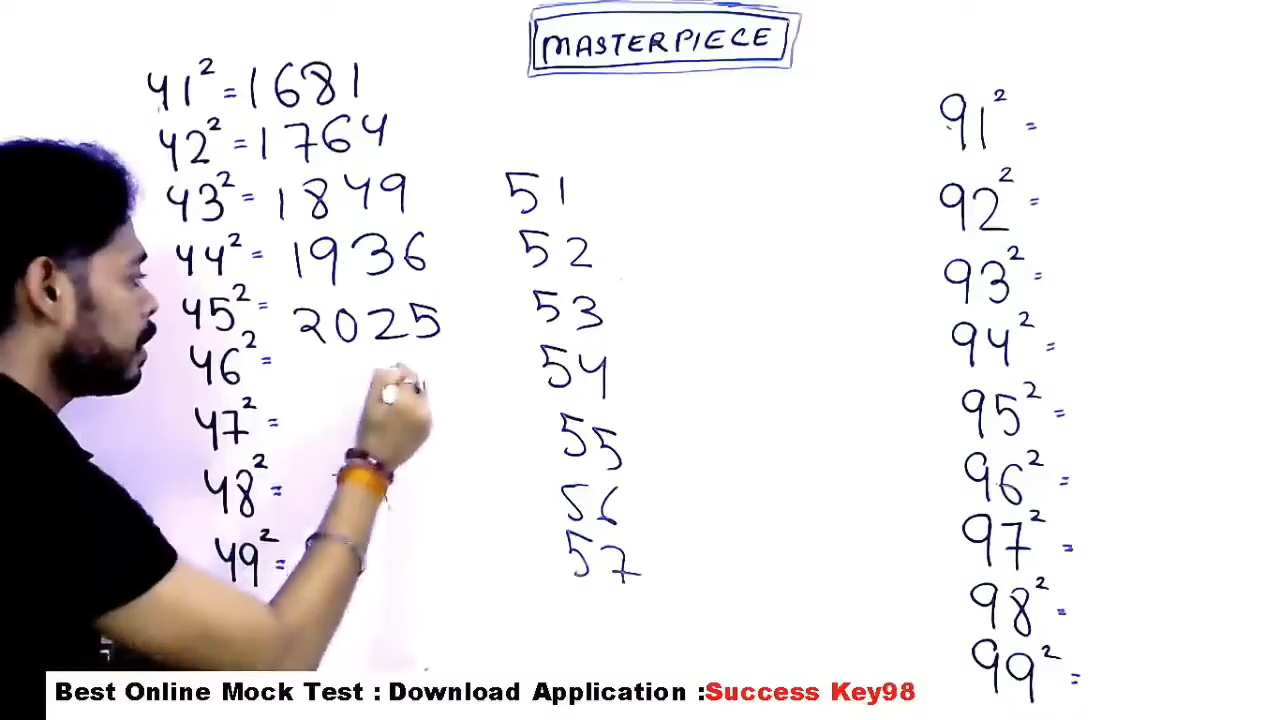 MASTERPIECE
41² = 1681
42² = 1764
43² = 1849
44² = 1936
45² = 2025
46² =
47² =
48² =
49² =
51
52
53
54
55
56
57
91² =
92² =
93² =
94² =
95² =
96² =
97² =
98² =
99² =
Best Online Mock Test : Download Application :Success Key98